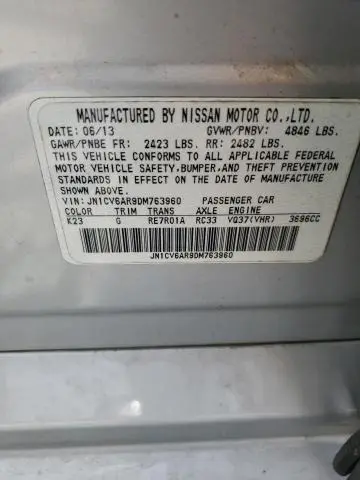 MANUFACTURED BY NISSAN MOTOR CO.,LTD.
DATE: 06/13 GVWR/PNBV: 4846 LBS.
GAWR/PNBE FR: 2423 LBS. RR: 2482 LBS.
THIS VEHICLE CONFORMS TO ALL APPLICABLE FEDERAL
MOTOR VEHICLE SAFETY,BUMPER,AND THEFT PREVENTION
STANDARDS IN EFFECT ON THE DATE OF MANUFACTURE
SHOWN ABOVE.
VIN: JN1CV6AR9DM763960 PASSENGER CAR
COLOR TRIM TRANS AXLE ENGINE
K23 G RE7R01A RC33 VQ37(VHR) 3696CC
JN1CV6AR9DM763960